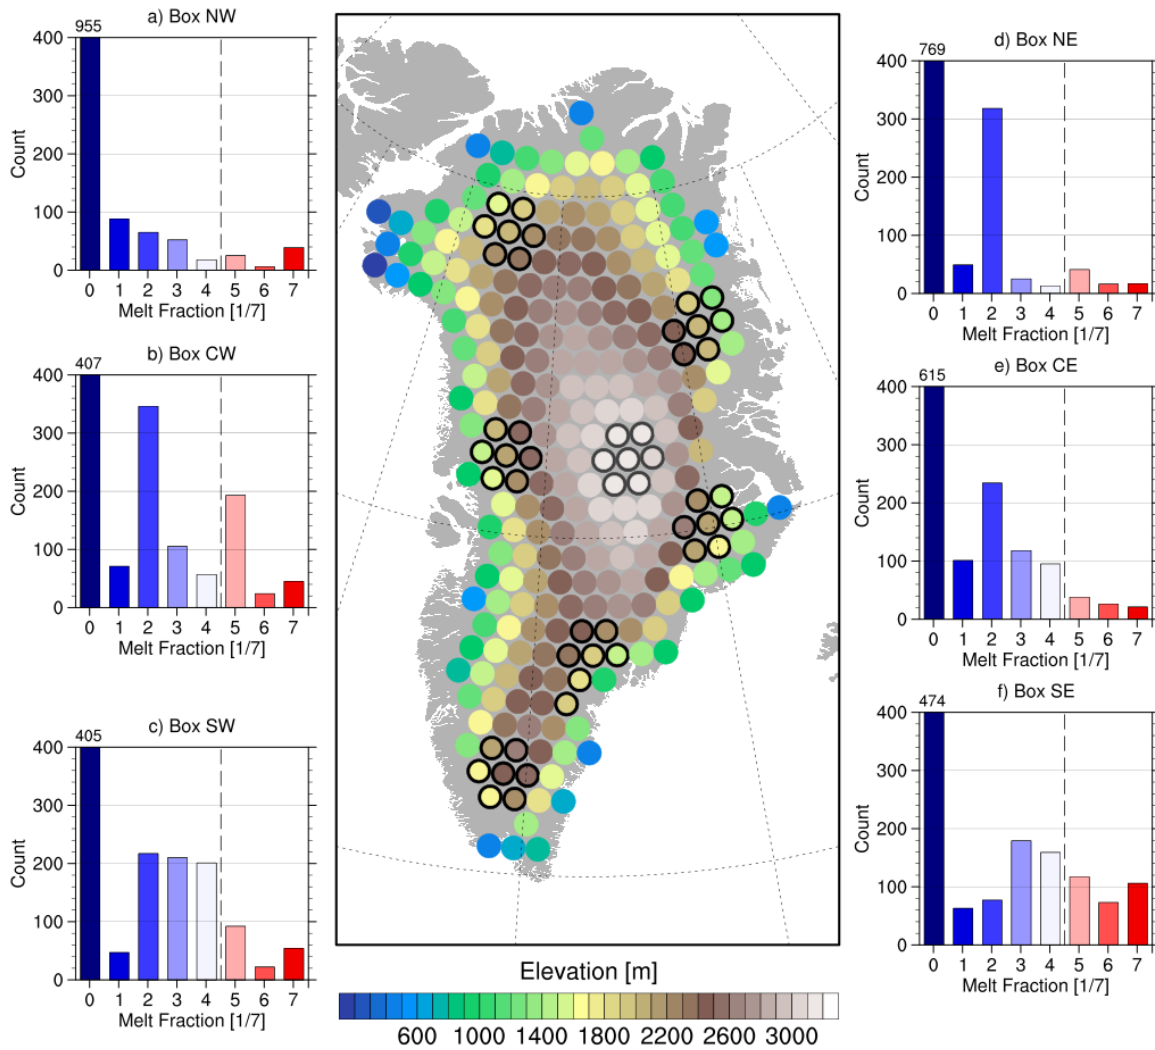 a) Box NW
955
400
300
200
100
0
Count
0 1 2 3 4 5 6 7
Melt Fraction [1/7]
b) Box CW
407
400
300
200
100
0
Count
0 1 2 3 4 5 6 7
Melt Fraction [1/7]
c) Box SW
405
400
300
200
100
0
Count
0 1 2 3 4 5 6 7
Melt Fraction [1/7]
Elevation [m]
600 1000 1400 1800 2200 2600 3000
d) Box NE
769
400
300
200
100
0
Count
0 1 2 3 4 5 6 7
Melt Fraction [1/7]
e) Box CE
615
400
300
200
100
0
Count
0 1 2 3 4 5 6 7
Melt Fraction [1/7]
f) Box SE
474
400
300
200
100
0
Count
0 1 2 3 4 5 6 7
Melt Fraction [1/7]